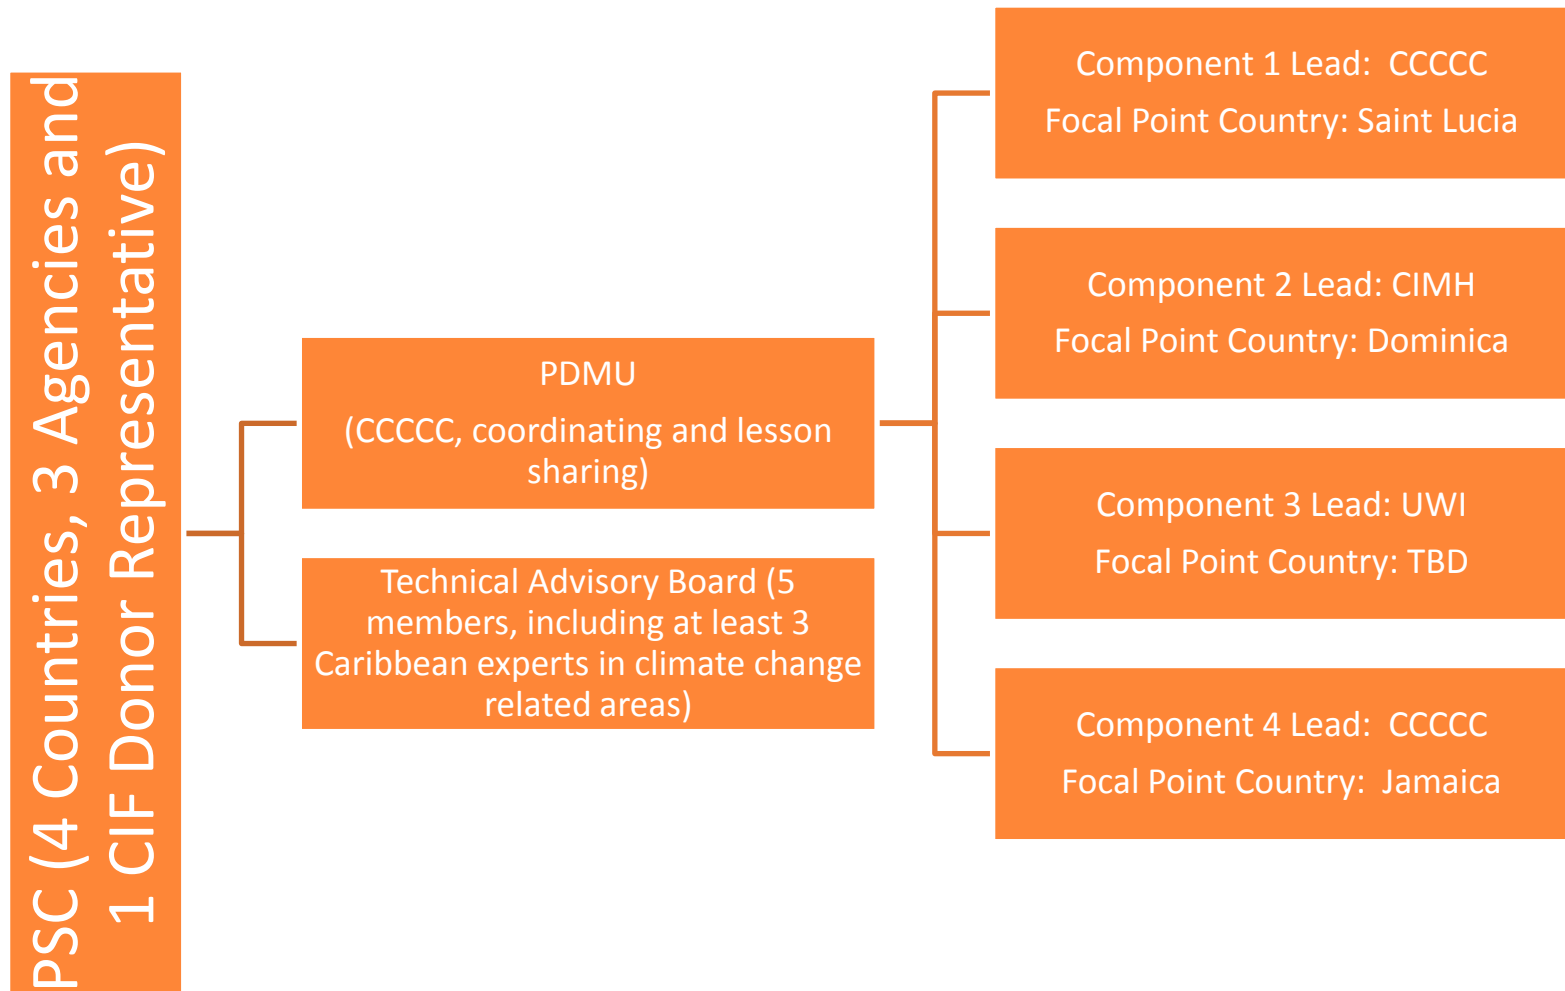 PSC (4 Countries, 3 Agencies and
1 CIF Donor Representative)
PDMU
(CCCCC, coordinating and lesson
sharing)
Technical Advisory Board (5
members, including at least 3
Caribbean experts in climate change
related areas)
Component 1 Lead:  CCCCC
Focal Point Country: Saint Lucia
Component 2 Lead: CIMH
Focal Point Country: Dominica
Component 3 Lead: UWI
Focal Point Country: TBD
Component 4 Lead:  CCCCC
Focal Point Country:  Jamaica